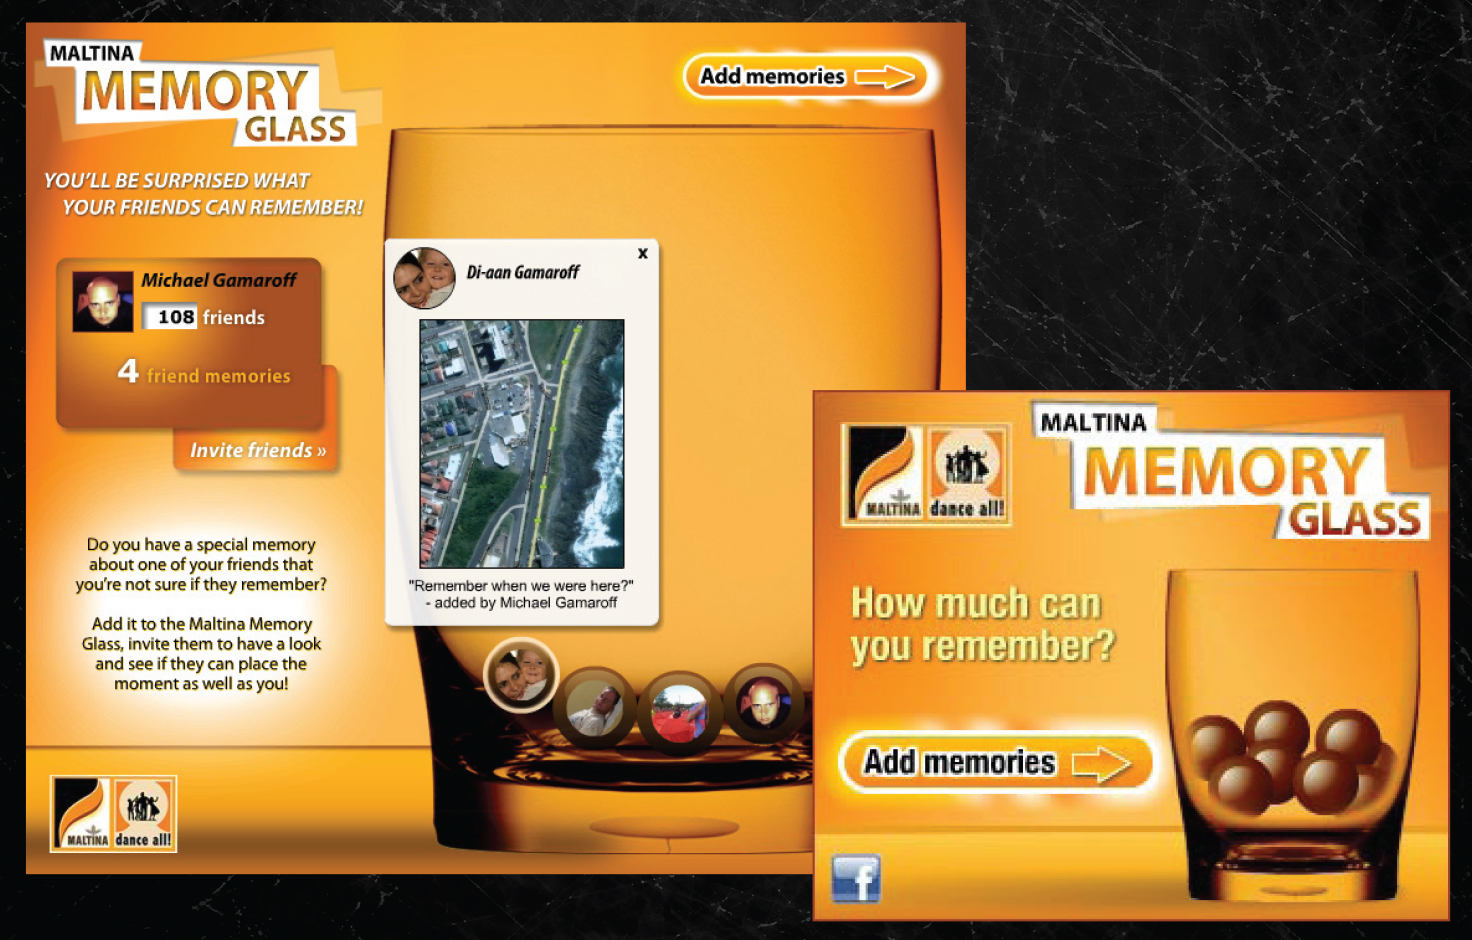 MALTINA
MEMORY
GLASS
Add memories
YOU'LL BE SURPRISED WHAT
YOUR FRIENDS CAN REMEMBER!
Michael Gamaroff
108 friends
4 friend memories
Invite friends »
Do you have a special memory
about one of your friends that
you're not sure if they remember?
Add it to the Maltina Memory
Glass, invite them to have a look
and see if they can place the
moment as well as you!
MALTINA
dance all!
x
Di-aan Gamaroff
"Remember when we were here?"
- added by Michael Gamaroff
MALTINA
dance all!
MALTINA
MEMORY
GLASS
How much can
you remember?
Add memories
f